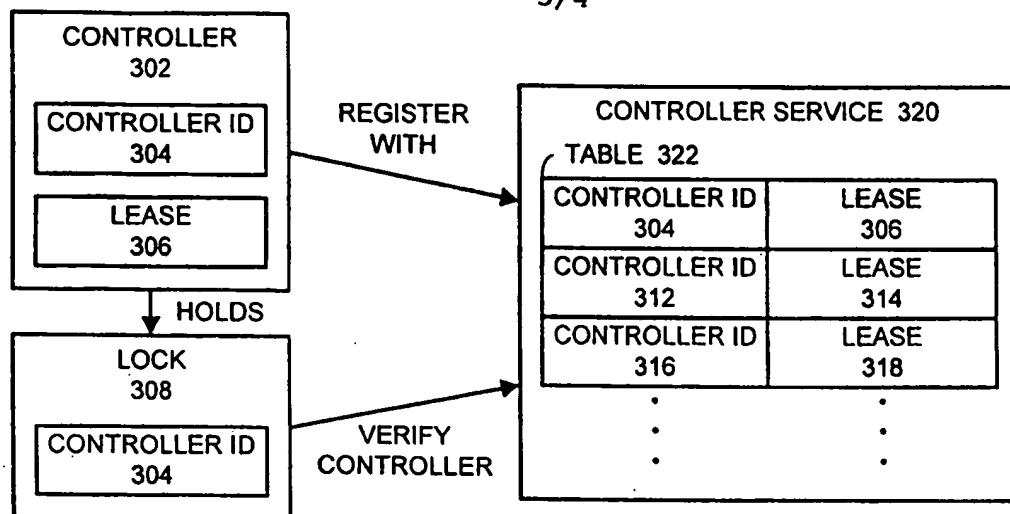 CONTROLLER
302
CONTROLLER ID
304
LEASE
306
HOLDS
LOCK
308
CONTROLLER ID
304
REGISTER
WITH
VERIFY
CONTROLLER
CONTROLLER SERVICE 320
TABLE 322
CONTROLLER ID LEASE
304 306
CONTROLLER ID LEASE
312 314
CONTROLLER ID LEASE
316 318